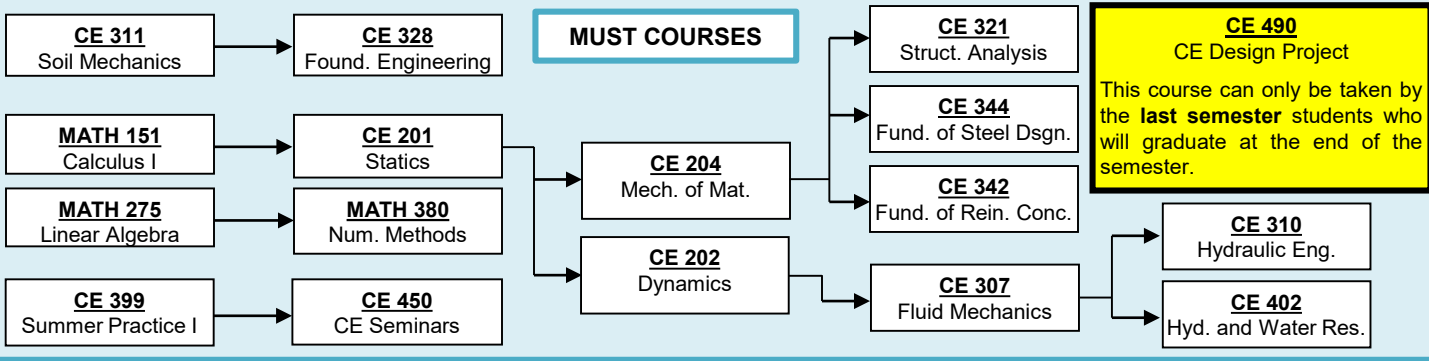 CE 311
Soil Mechanics
CE 328
Found. Engineering
MUST COURSES
CE 321
Struct. Analysis
CE 490
CE Design Project
This course can only be taken by
the last semester students who
will graduate at the end of the
semester.
MATH 151
Calculus I
CE 201
Statics
CE 204
Mech. of Mat.
CE 344
Fund. of Steel Dsgn.
MATH 275
Linear Algebra
MATH 380
Num. Methods
CE 342
Fund. of Rein. Conc.
CE 202
Dynamics
CE 310
Hydraulic Eng.
CE 399
Summer Practice I
CE 450
CE Seminars
CE 307
Fluid Mechanics
CE 402
Hyd. and Water Res.